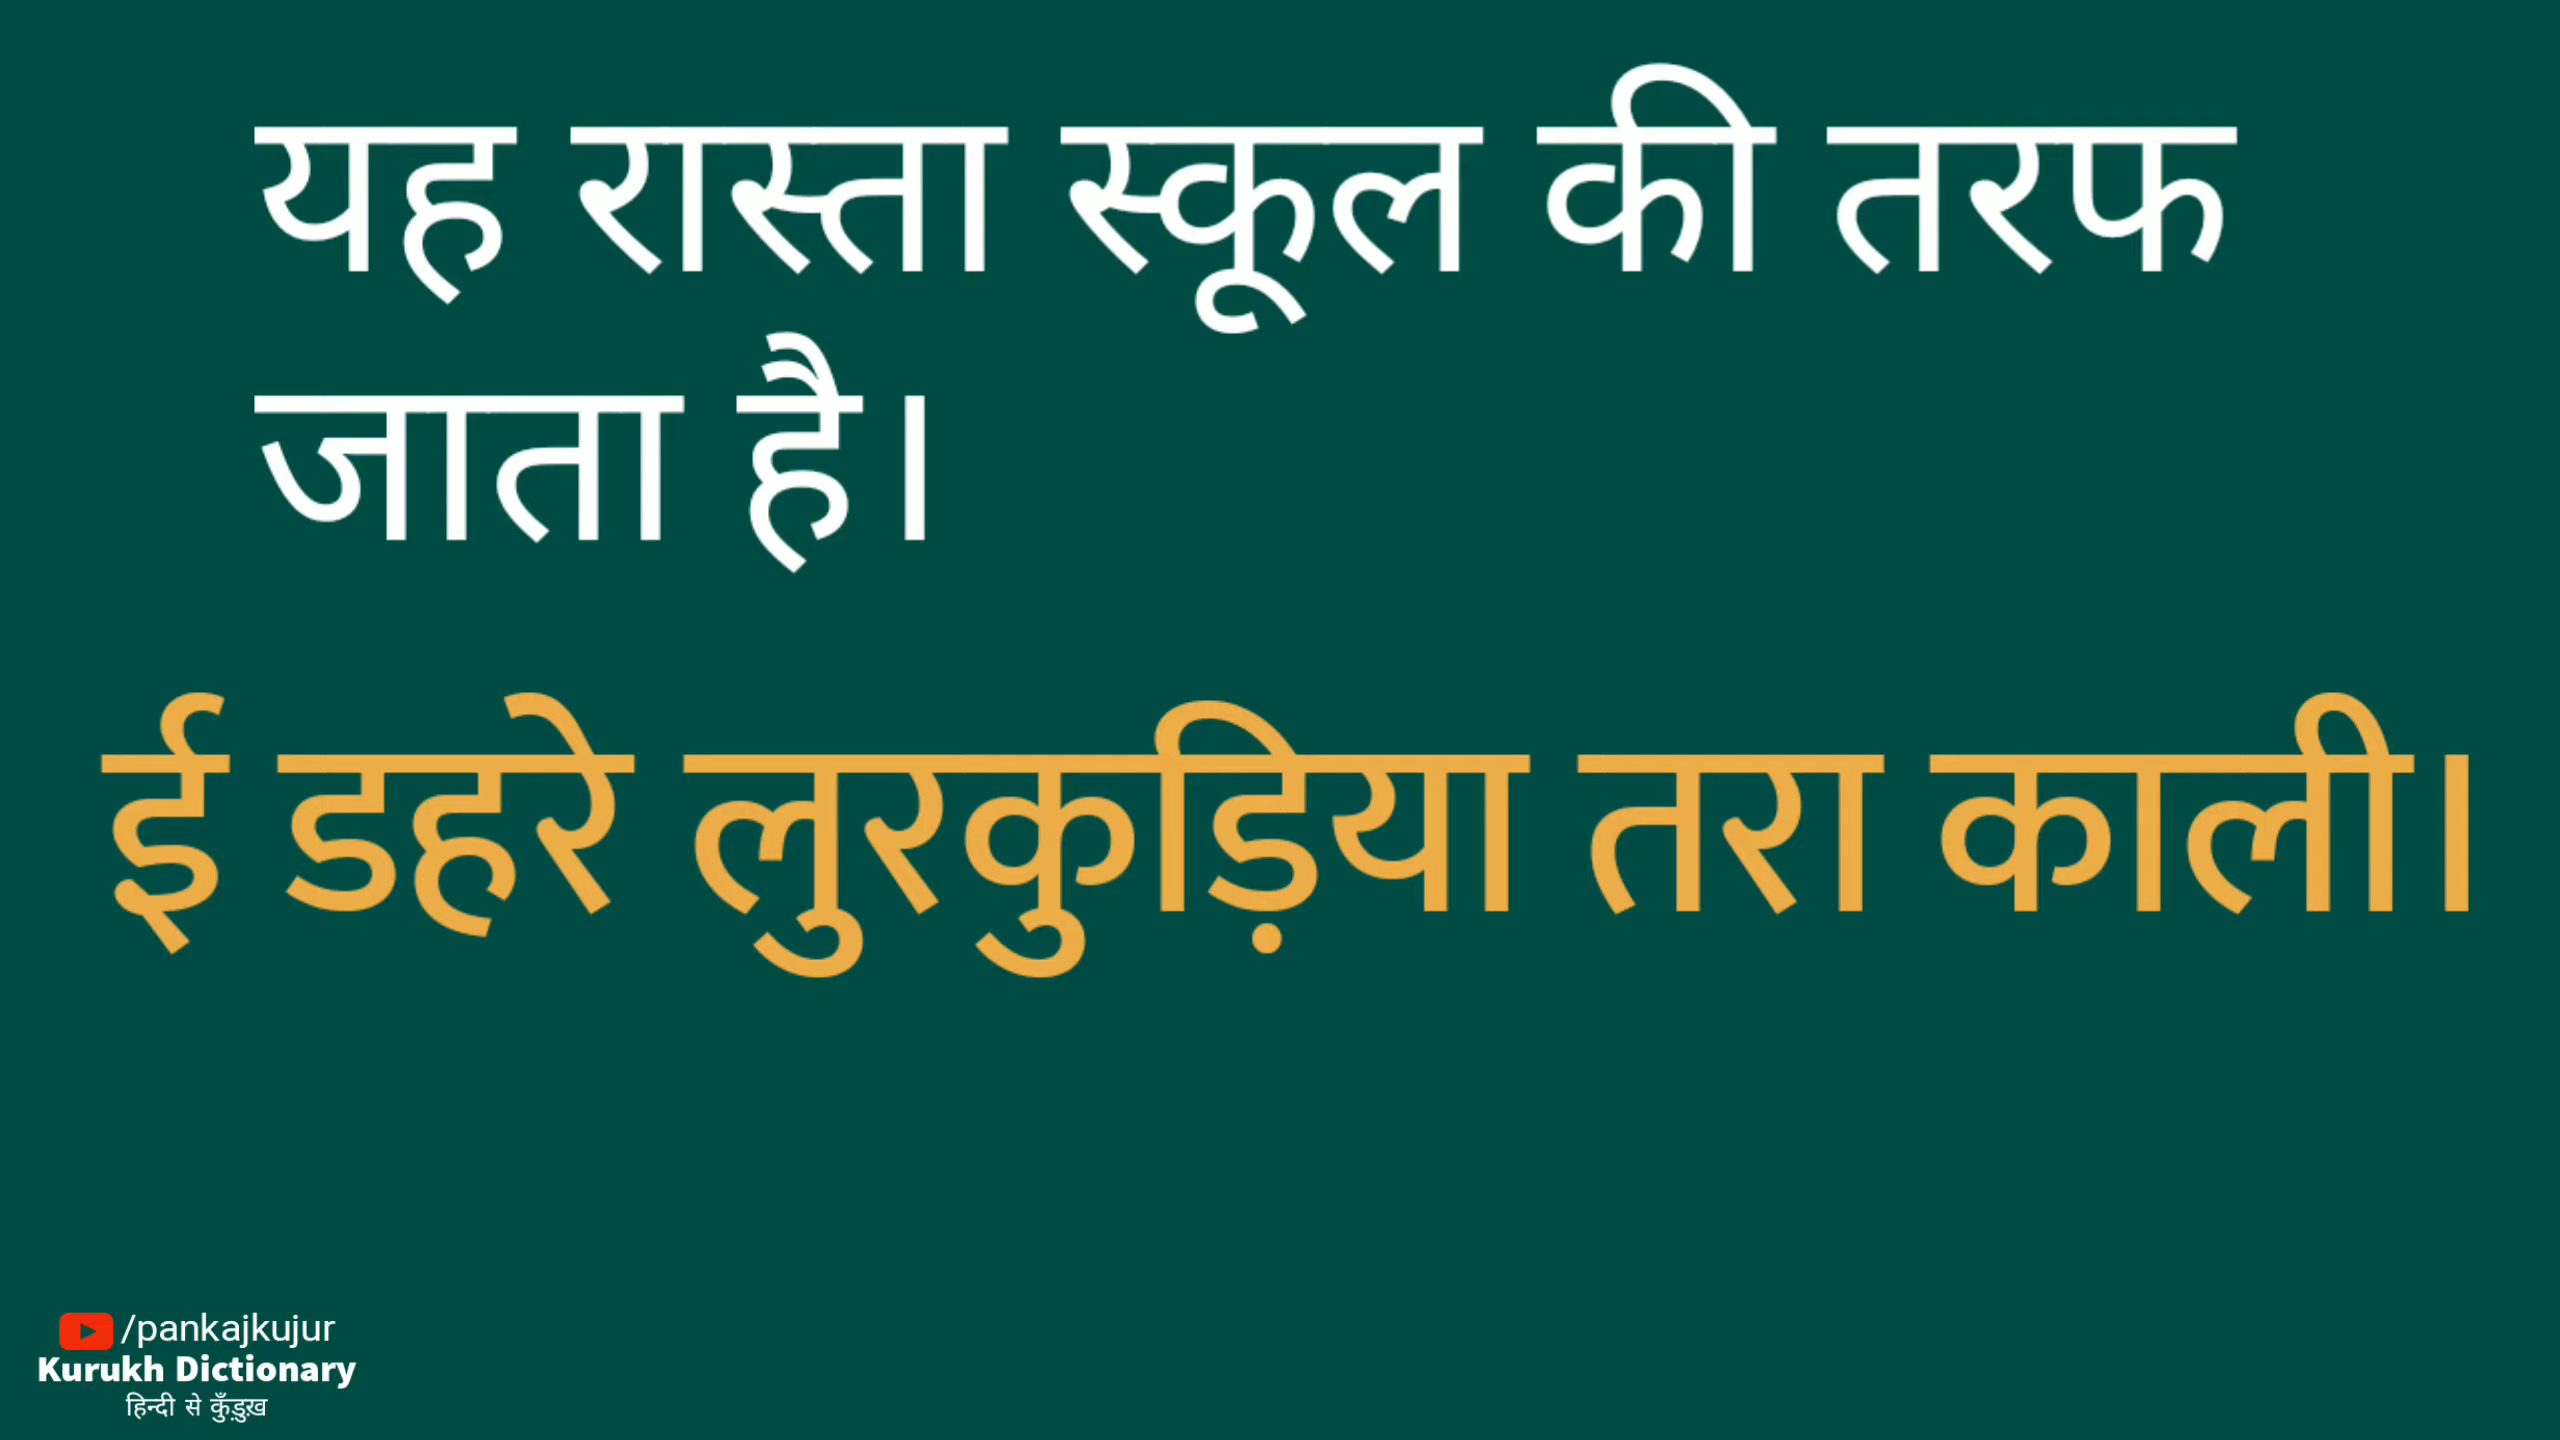 यह रास्ता स्कूल की तरफ
जाता है।
ई डहरे लुरकुड़िया तरा काली।
/pankajkujur
Kurukh Dictionary
हिन्दी से कुँड़ुख़